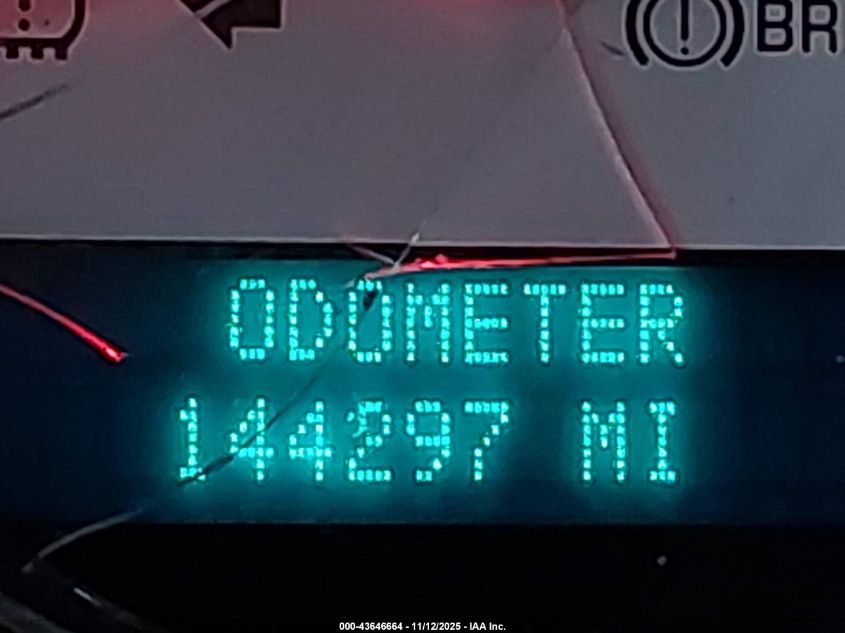 BR
ODOMETER
144297 MI
000-43646664 - 11/12/2025 - IAA Inc.